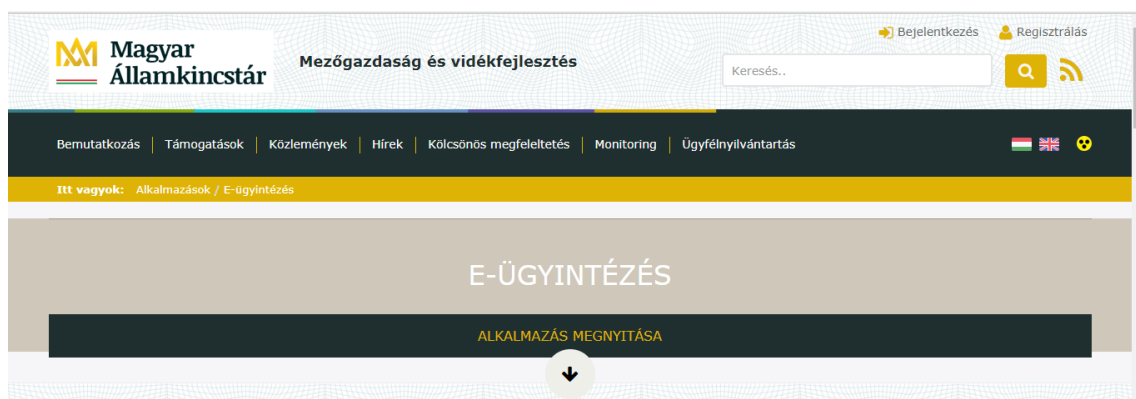 Magyar
Államkincstár
Mezőgazdaság és vidékfejlesztés
Bejelentkezés Regisztrálás
Keresés..
Bemutatkozás Támogatások Közlemények Hírek Kölcsönös megfeleltetés Monitoring Ügyfélnyilvántartás
Itt vagyok: Alkalmazások / E-ügyintézés
E-ÜGYINTÉZÉS
ALKALMAZÁS MEGNYITÁSA